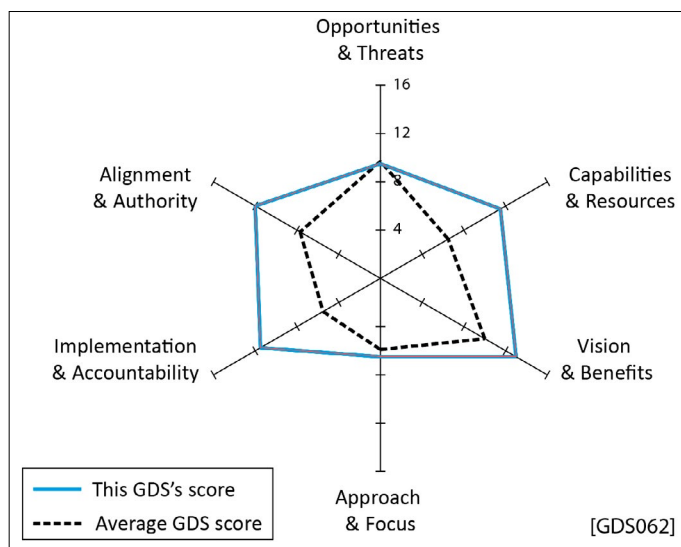 Opportunities
& Threats
16
12
8
4
Alignment
& Authority
Capabilities
& Resources
Implementation
& Accountability
Vision
& Benefits
Approach
& Focus
This GDS's score
Average GDS score
[GDS062]